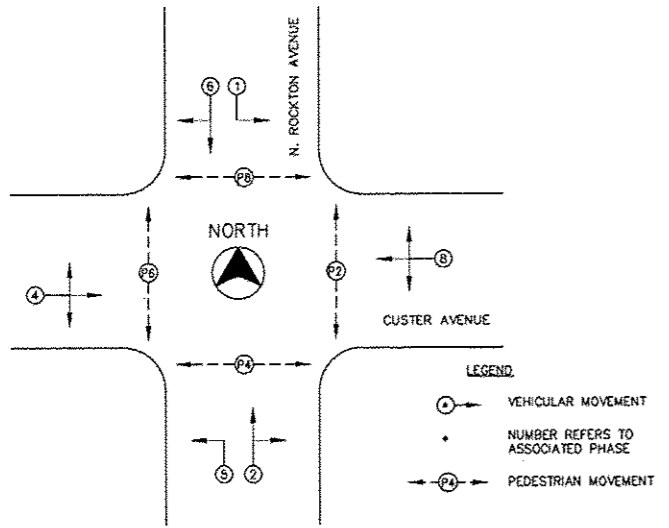 N. ROCKTON AVENUE
6 1
P8
NORTH
P6
P2
8
4
CUSTER AVENUE
P4
LEGEND
VEHICULAR MOVEMENT
NUMBER REFERS TO
ASSOCIATED PHASE
5 2
P4
PEDESTRIAN MOVEMENT